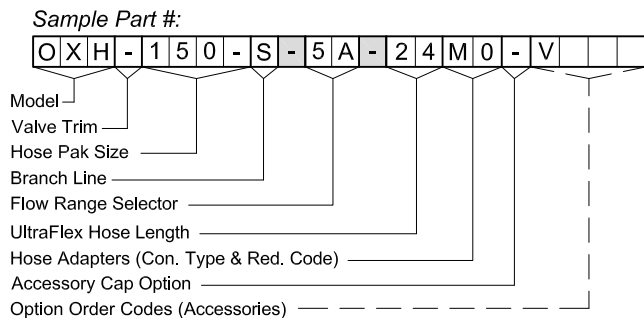 Sample Part #:
OXH-150-S-5A-24M0-V
Model
Valve Trim
Hose Pak Size
Branch Line
Flow Range Selector
UltraFlex Hose Length
Hose Adapters (Con. Type & Red. Code)
Accessory Cap Option
Option Order Codes (Accessories)